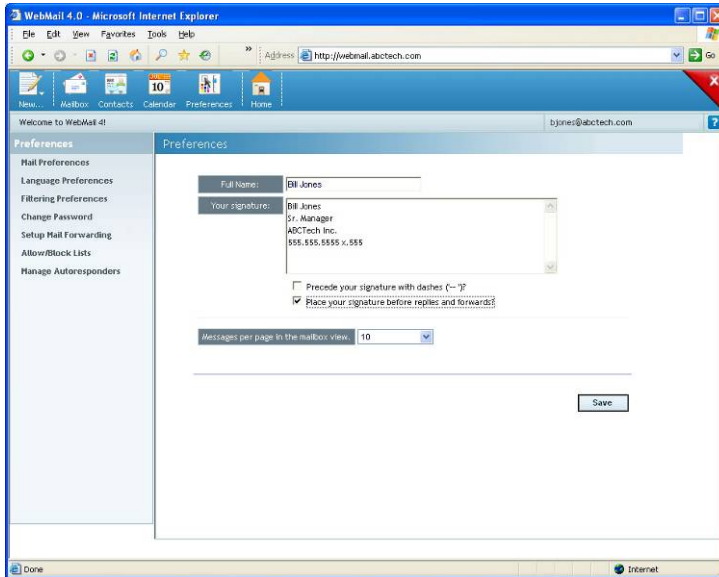 WebMail 4.0 - Microsoft Internet Explorer
File Edit View Favorites Tools Help
» Address http://webmail.abctech.com Go
10
New... Mailbox Contacts Calendar Preferences Home
Welcome to WebMail 4! bjones@abctech.com ?
Preferences
Mail Preferences
Language Preferences
Filtering Preferences
Change Password
Setup Mail Forwarding
Allow/Block Lists
Manage Autoresponders
Preferences
Full Name: Bill Jones
Your signature: Bill Jones
Sr. Manager
ABCTech Inc.
555.555.5555 x.555
Precede your signature with dashes ('-- ')?
Place your signature before replies and forwards?
Messages per page in the mailbox view. 10
Save
Done Internet